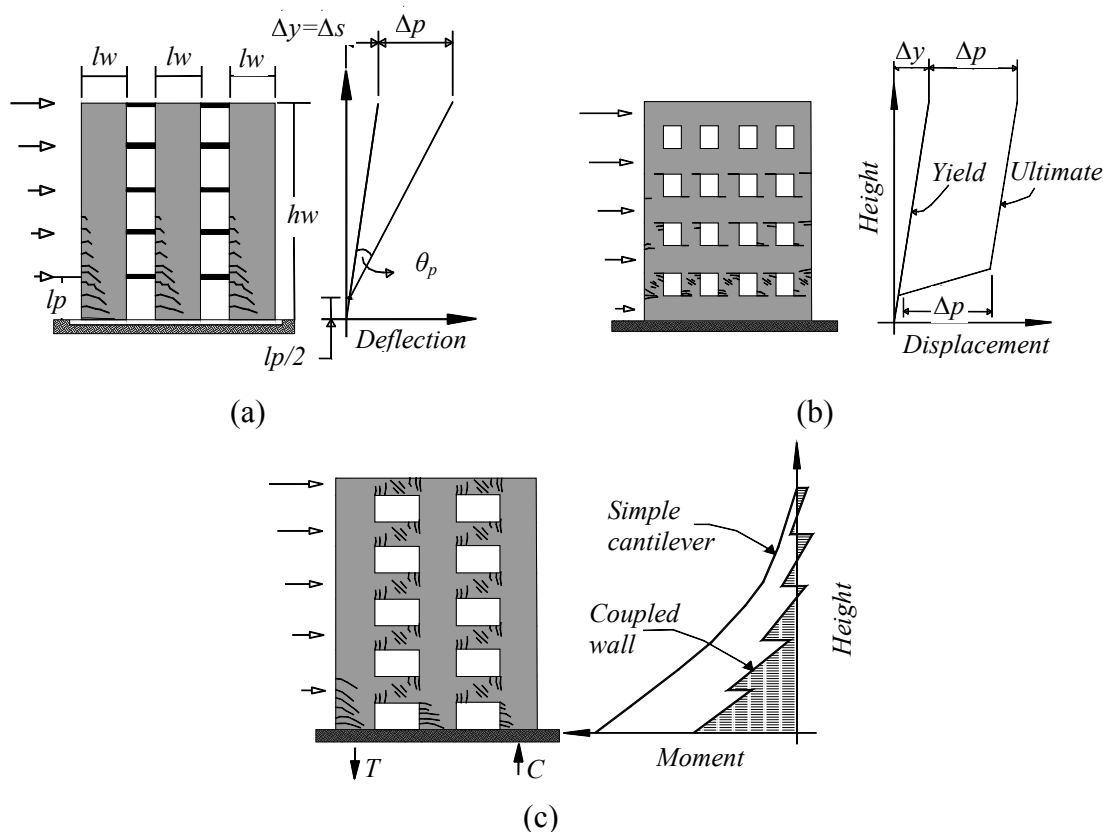 Δy=Δs
Δp
lw
lw
lw
hw
θp
lp
lp/2
Deflection
(a)
Δy
Δp
Height
Yield
Ultimate
Δp
Displacement
(b)
Simple
cantilever
Coupled
wall
Height
Moment
T
C
(c)